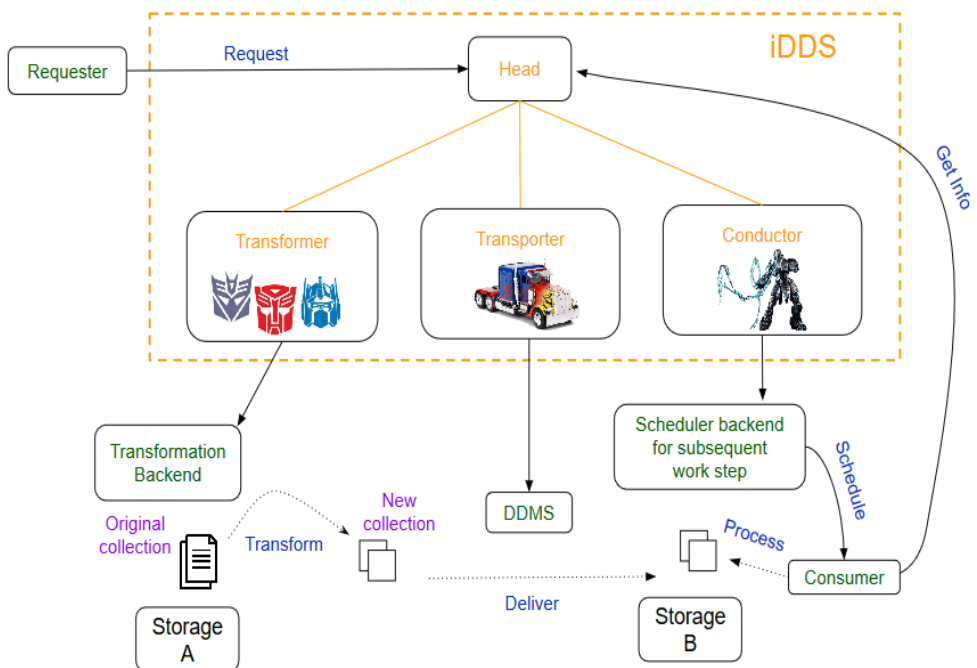 iDDS
Request
Requester
Head
Get Info
Transformer
Transporter
Conductor
Scheduler backend
for subsequent
work step
Transformation
Backend
Schedule
New
collection
DDMS
Original
collection
Transform
Process
Consumer
Deliver
Storage
A
Storage
B